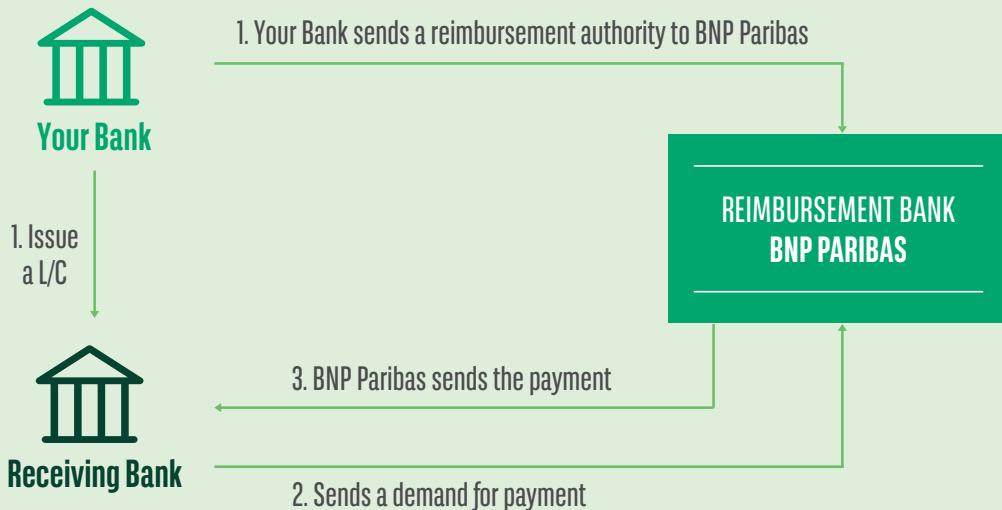 1. Your Bank sends a reimbursement authority to BNP Paribas
Your Bank
REIMBURSEMENT BANK
BNP PARIBAS
1. Issue
a L/C
3. BNP Paribas sends the payment
Receiving Bank
2. Sends a demand for payment